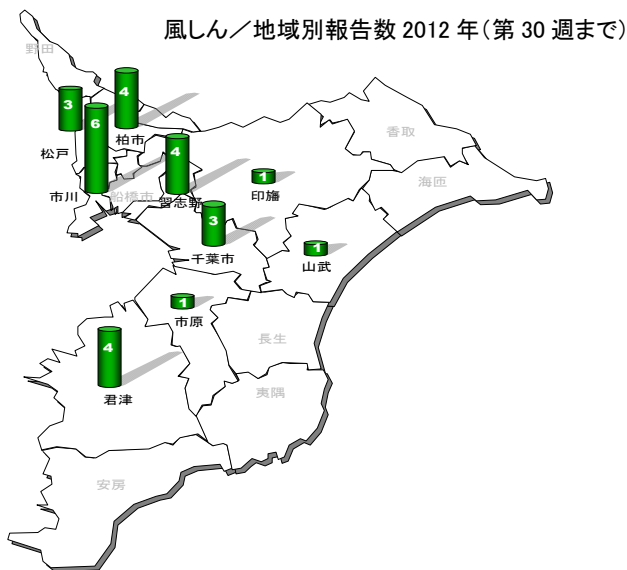 風しん／地域別報告数 2012 年（第 30 週まで）
野田
4
3
柏市
6
香取
松戸
4
海匝
1
市川
船橋市
習志野
印旛
3
1
千葉市
山武
1
市原
長生
4
君津
夷隅
安房